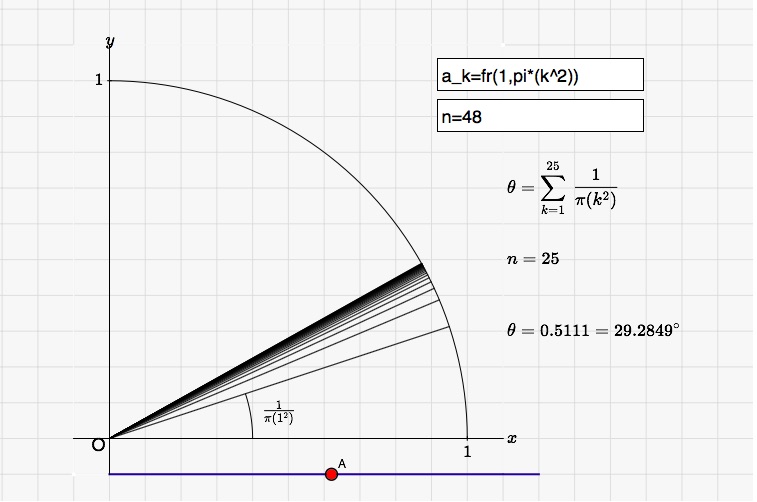 y
a_k=fr(1,pi*(k^2))
1
n=48
θ = ∑_{k=1}^{25} 1/π(k²)
n = 25
θ = 0.5111 = 29.2849°
1/π(1²)
O
x
1
A